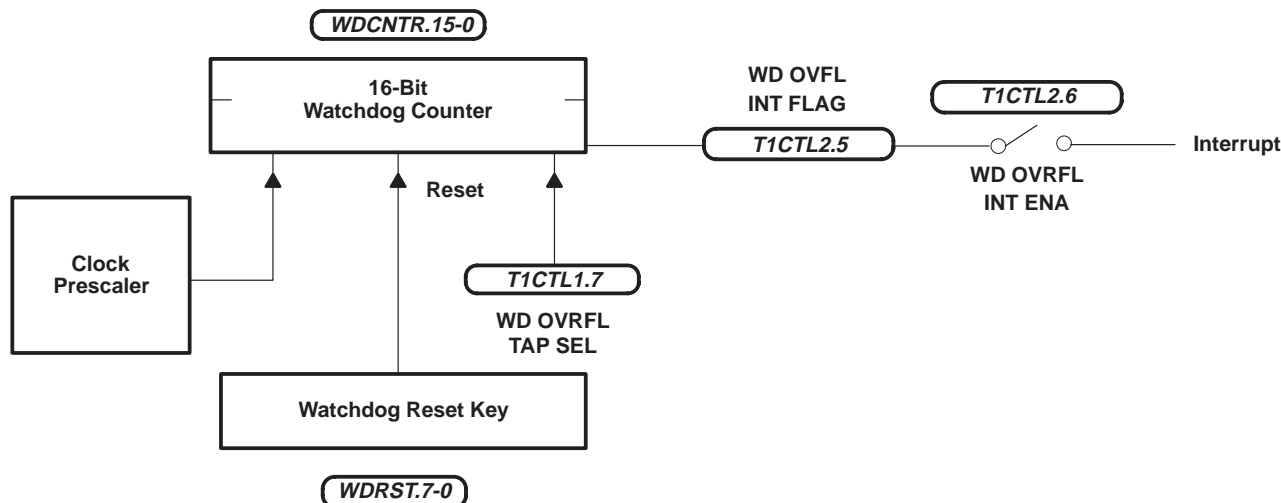 WDCNTR.15-0
16-Bit
Watchdog Counter
WD OVFL
INT FLAG
T1CTL2.5
T1CTL2.6
WD OVRFL
INT ENA
Interrupt
Reset
Clock
Prescaler
T1CTL1.7
WD OVRFL
TAP SEL
Watchdog Reset Key
WDRST.7-0